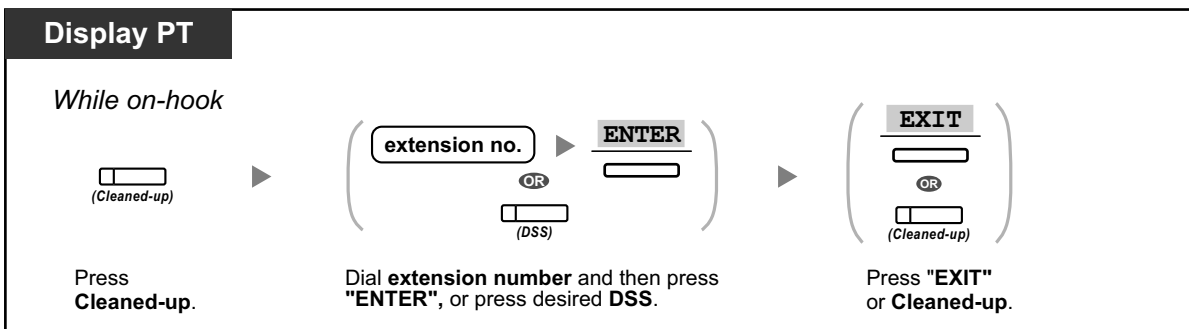 Display PT
While on-hook
(Cleaned-up)
extension no.
ENTER
OR
(DSS)
EXIT
OR
(Cleaned-up)
Press
Cleaned-up.
Dial extension number and then press
"ENTER", or press desired DSS.
Press "EXIT"
or Cleaned-up.